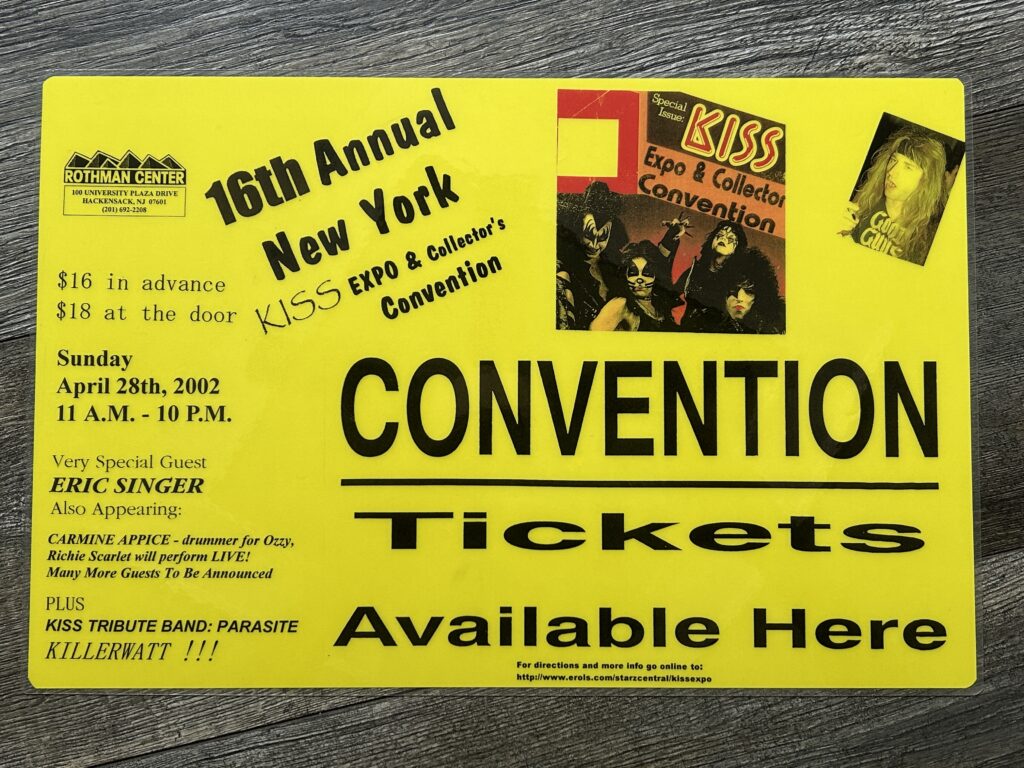 ROTHMAN CENTER
100 UNIVERSITY PLAZA DRIVE
HACKENSACK, NJ 07601
(201) 692-2208
16th Annual
New York
KISS EXPO & Collector's
Convention
$16 in advance
$18 at the door
Sunday
April 28th, 2002
11 A.M. - 10 P.M.
Very Special Guest
ERIC SINGER
Also Appearing:
CARMINE APPICE - drummer for Ozzy,
Richie Scarlet will perform LIVE!
Many More Guests To Be Announced
PLUS
KISS TRIBUTE BAND: PARASITE
KILLERWATT !!!
Special
Issue:
KISS
Expo & Collector
Convention
CONVENTION
Tickets
Available Here
For directions and more info go online to:
http://www.erols.com/starzcentral/kissexpo